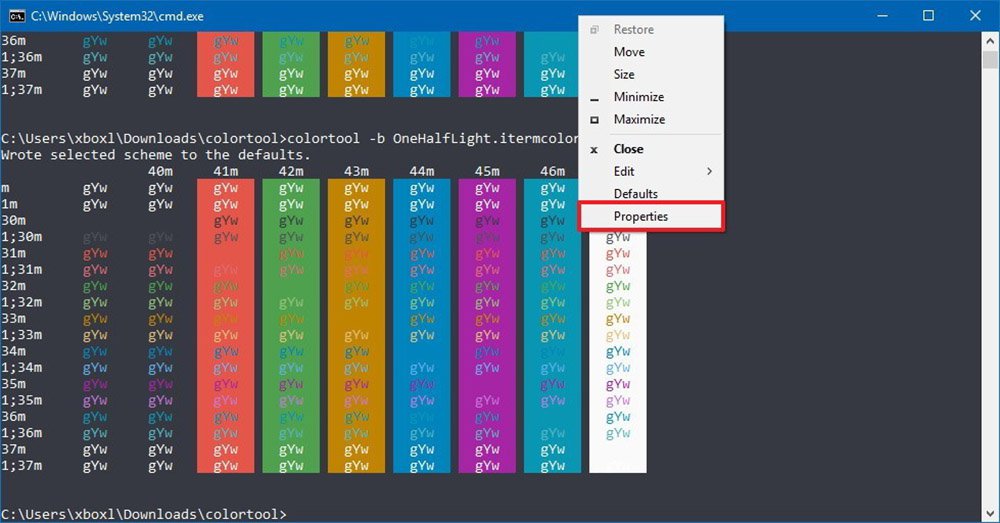 C:\Windows\System32\cmd.exe
36m gYw gYw gYw gYw gYw gYw gYw
1;36m gYw gYw gYw gYw gYw gYw gYw gYw
37m gYw gYw gYw gYw gYw gYw gYw gYw
1;37m gYw gYw gYw gYw gYw gYw gYw gYw
Restore
Move
Size
Minimize
Maximize
Close
Edit
Defaults
Properties
C:\Users\xboxl\Downloads\colortool>colortool -b OneHalfLight.itermcolor
Wrote selected scheme to the defaults.
40m 41m 42m 43m 44m 45m 46m
m gYw gYw gYw gYw gYw gYw gYw gYw
1m gYw gYw gYw gYw gYw gYw gYw gYw
30m gYw gYw gYw gYw gYw gYw
1;30m gYw gYw gYw gYw gYw gYw gYw gYw gYw
31m gYw gYw gYw gYw gYw gYw gYw gYw
1;31m gYw gYw gYw gYw gYw gYw gYw gYw gYw
32m gYw gYw gYw gYw gYw gYw gYw gYw
1;32m gYw gYw gYw gYw gYw gYw gYw gYw gYw
33m gYw gYw gYw gYw gYw gYw gYw gYw
1;33m gYw gYw gYw gYw gYw gYw gYw gYw gYw
34m gYw gYw gYw gYw gYw gYw gYw gYw
1;34m gYw gYw gYw gYw gYw gYw gYw gYw gYw
35m gYw gYw gYw gYw gYw gYw gYw gYw
1;35m gYw gYw gYw gYw gYw gYw gYw gYw gYw
36m gYw gYw gYw gYw gYw gYw gYw gYw
1;36m gYw gYw gYw gYw gYw gYw gYw gYw gYw
37m gYw gYw gYw gYw gYw gYw gYw gYw
1;37m gYw gYw gYw gYw gYw gYw gYw gYw
C:\Users\xboxl\Downloads\colortool>